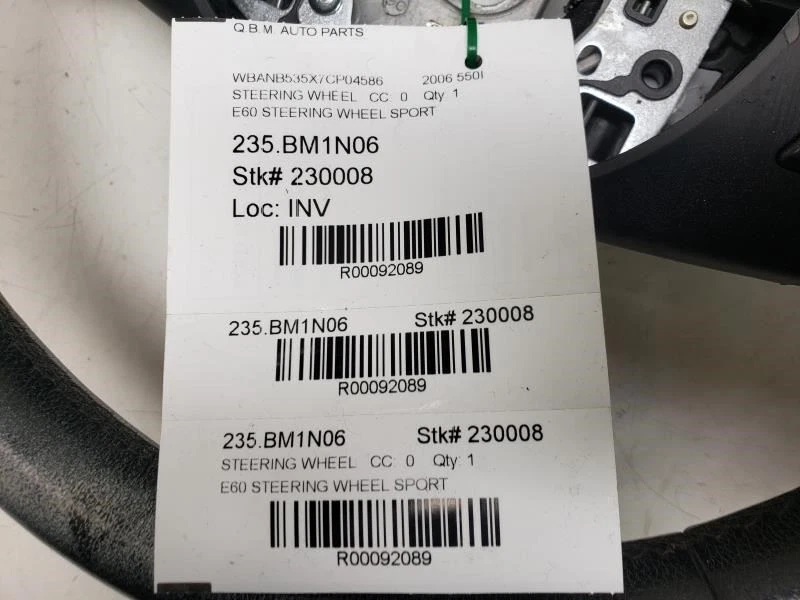 Q.B.M. AUTO PARTS
WBANB535X7CP04586 2006 550I
STEERING WHEEL CC: 0 Qty: 1
E60 STEERING WHEEL SPORT
235.BM1N06
Stk# 230008
Loc: INV
R00092089
235.BM1N06 Stk# 230008
R00092089
235.BM1N06 Stk# 230008
STEERING WHEEL CC: 0 Qty: 1
E60 STEERING WHEEL SPORT
R00092089